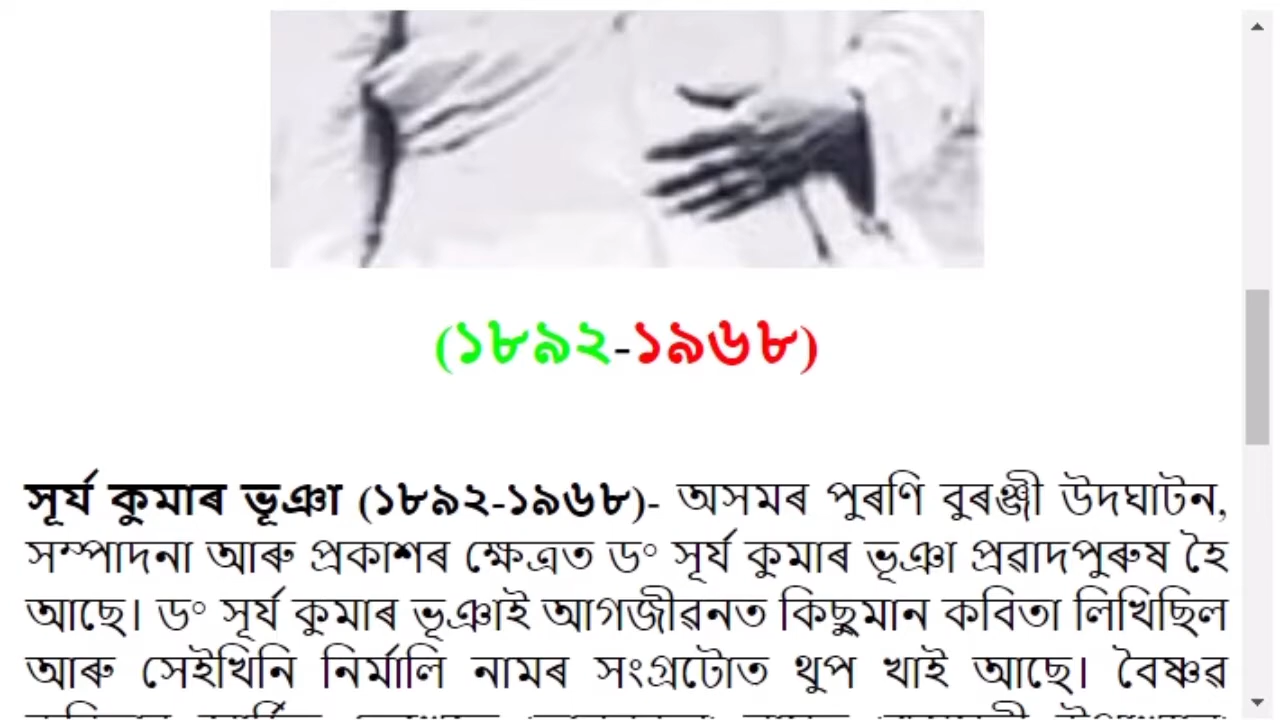 (১৮৯২-১৯৬৮)
সূৰ্য কুমাৰ ভূঞা (১৮৯২-১৯৬৮)- অসমৰ পুৰণি বুৰঞ্জী উদঘাটন,
সম্পাদনা আৰু প্ৰকাশৰ ক্ষেত্ৰত ড° সূৰ্য কুমাৰ ভূঞা প্ৰৱাদপুৰুষ হৈ
আছে। ড° সূৰ্য কুমাৰ ভূঞাই আগজীৱনত কিছুমান কবিতা লিখিছিল
আৰু সেইখিনি নিৰ্মালি নামৰ সংগ্ৰটোত থুপ খাই আছে। বৈষ্ণৱ